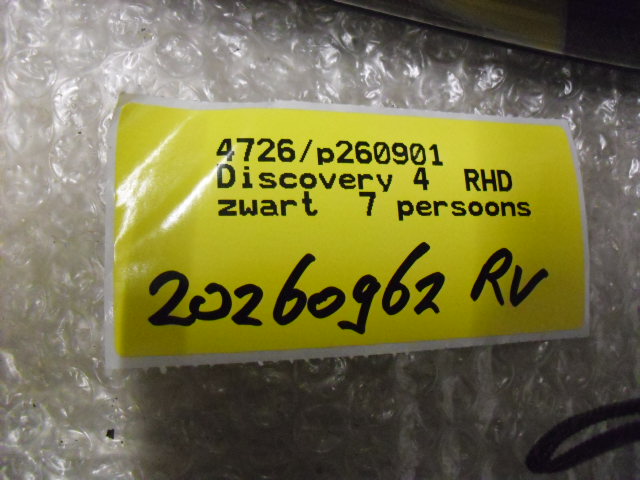 4726/p260901
Discovery 4 RHD
zwart 7 persoons
20260962 RV